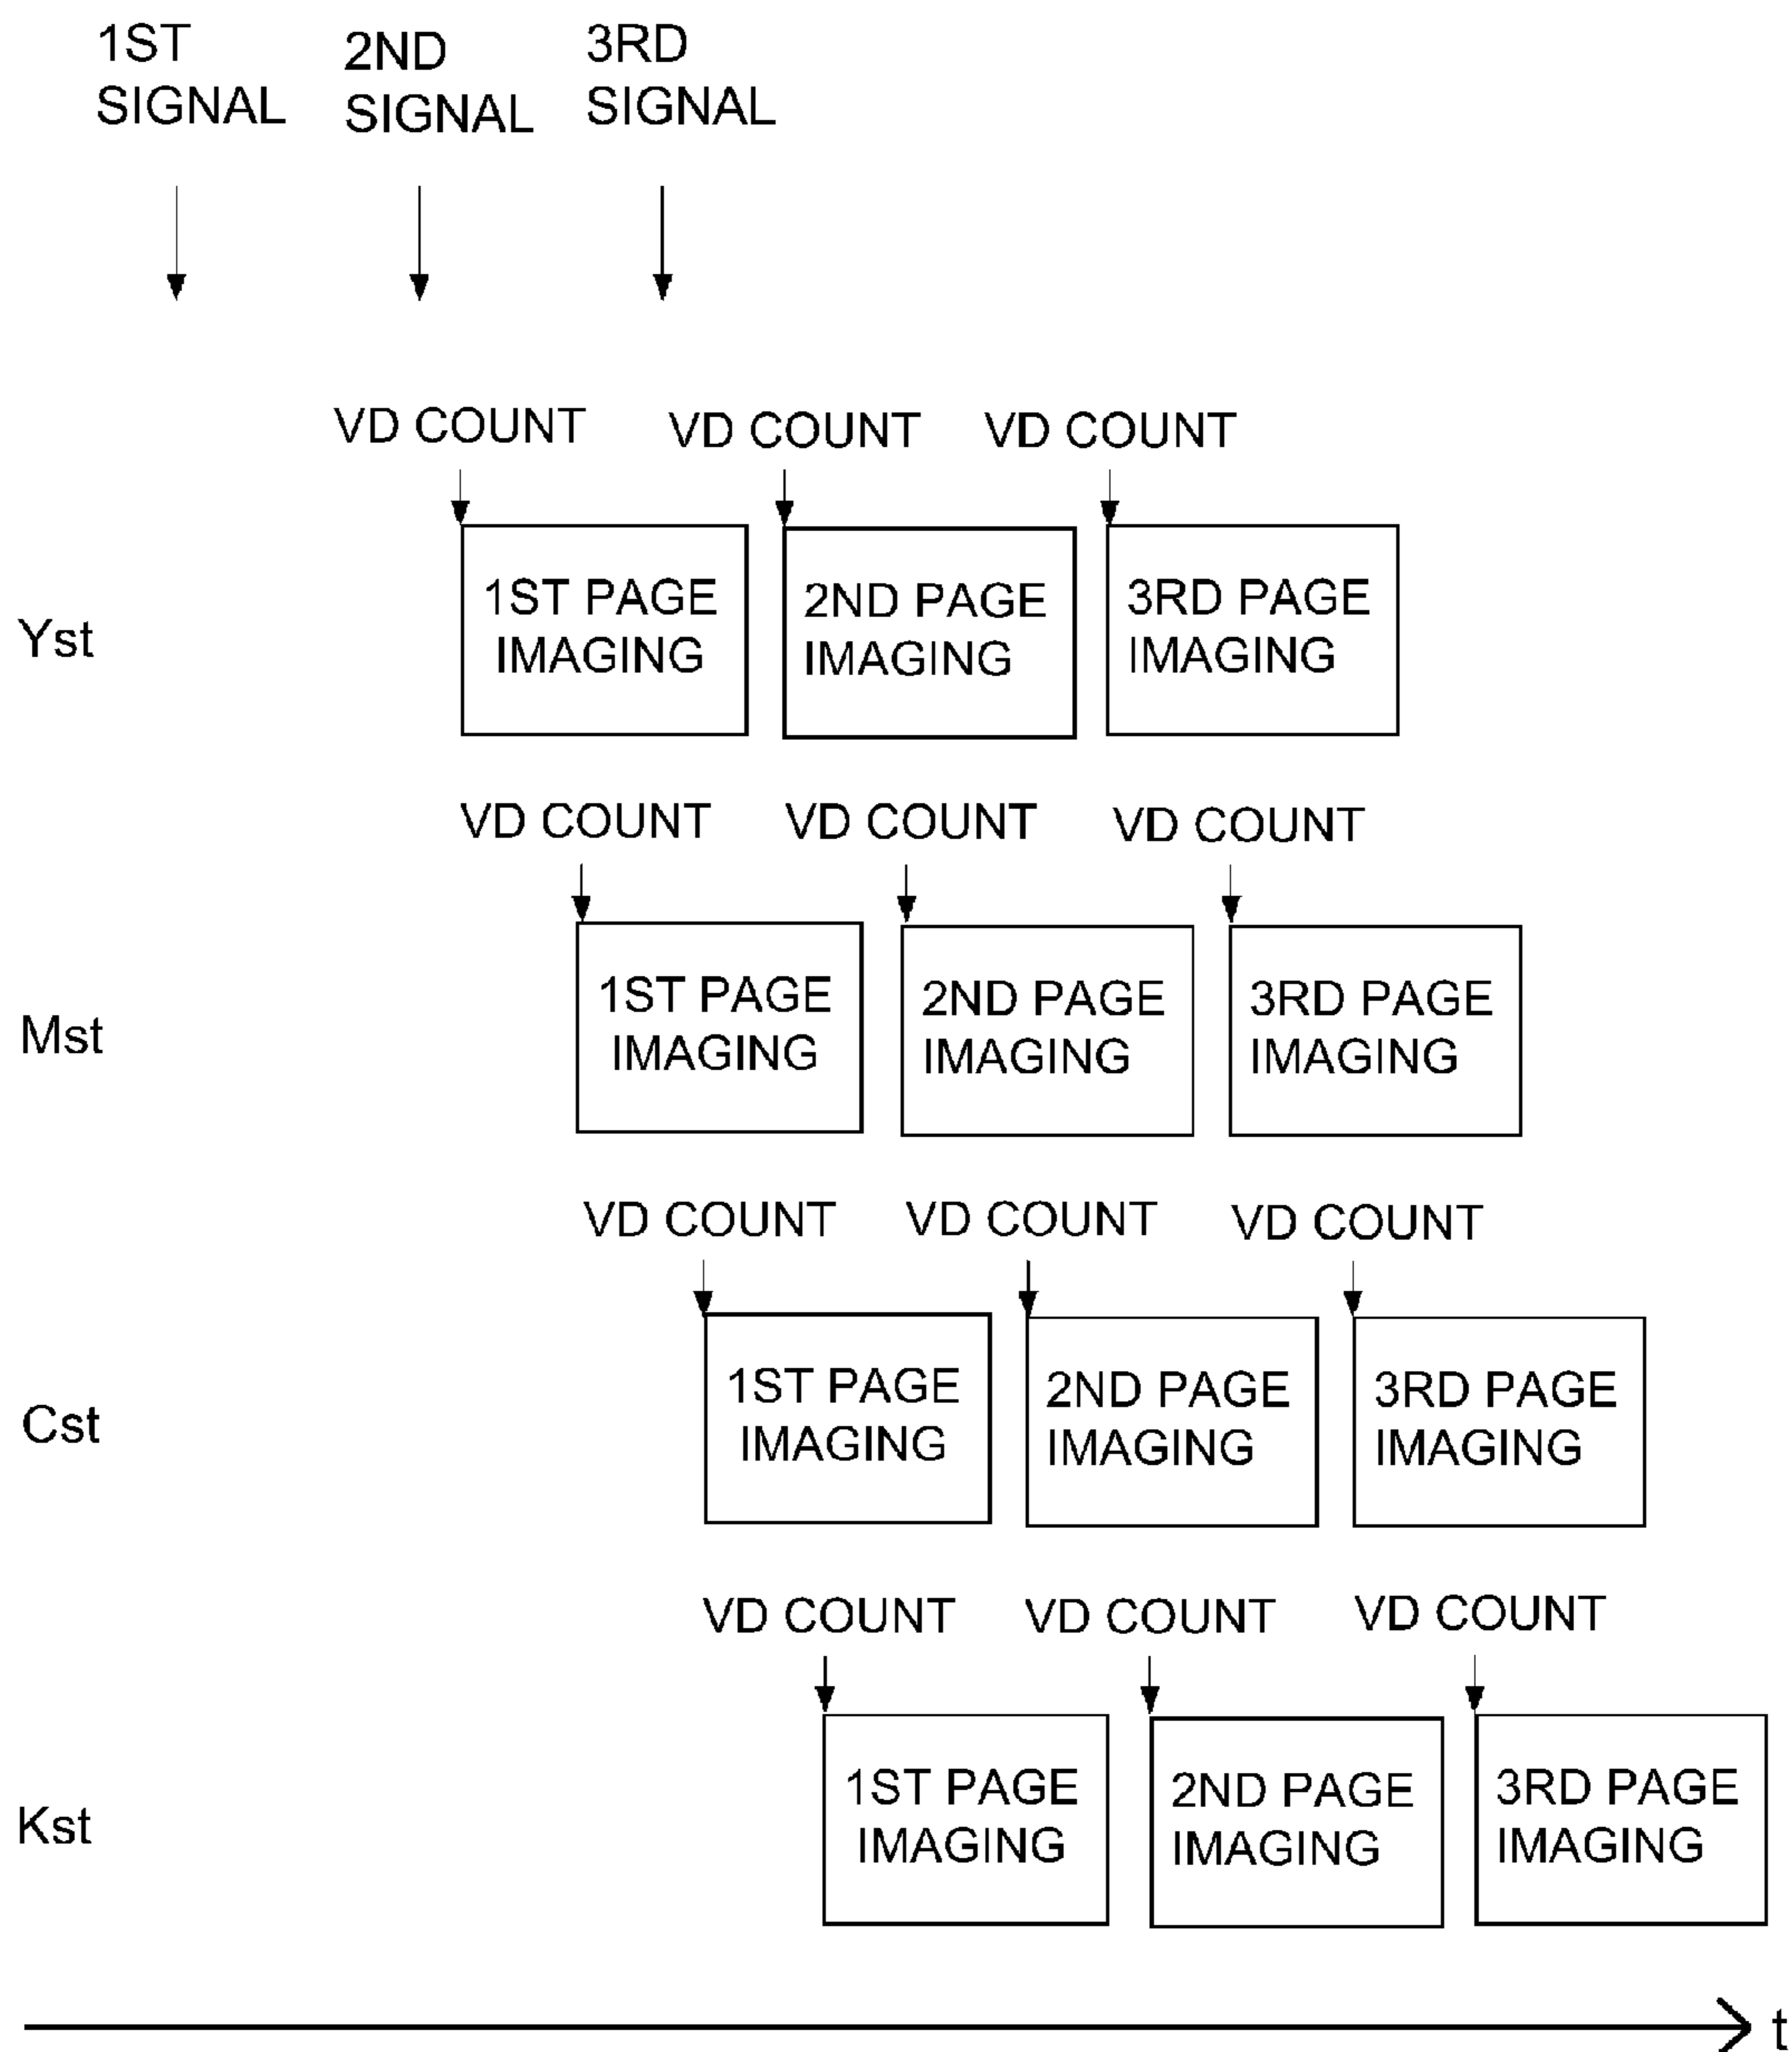 1ST
SIGNAL
2ND
SIGNAL
3RD
SIGNAL
VD COUNT
VD COUNT
VD COUNT
Yst
1ST PAGE
IMAGING
2ND PAGE
IMAGING
3RD PAGE
IMAGING
VD COUNT
VD COUNT
VD COUNT
Mst
1ST PAGE
IMAGING
2ND PAGE
IMAGING
3RD PAGE
IMAGING
VD COUNT
VD COUNT
VD COUNT
Cst
1ST PAGE
IMAGING
2ND PAGE
IMAGING
3RD PAGE
IMAGING
VD COUNT
VD COUNT
VD COUNT
Kst
1ST PAGE
IMAGING
2ND PAGE
IMAGING
3RD PAGE
IMAGING
t